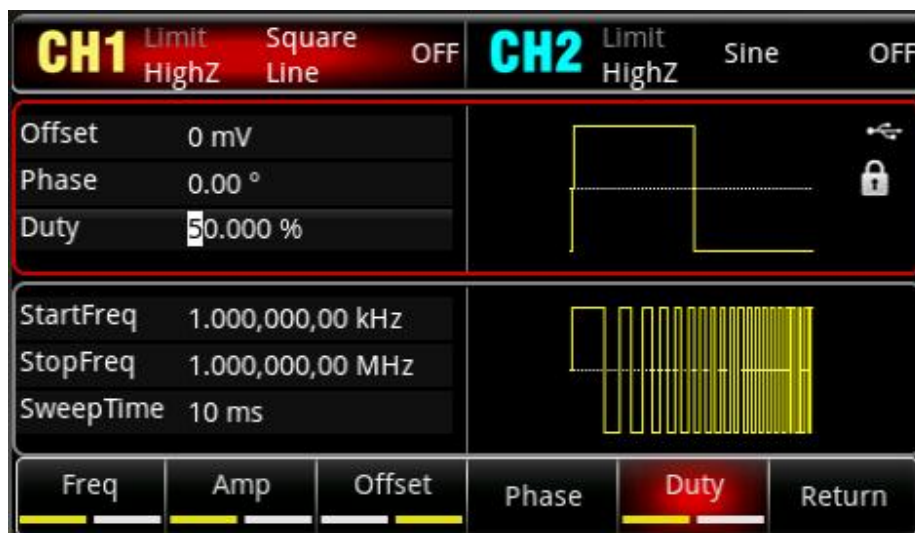 CH1 Limit Square OFF CH2 Limit Sine OFF
HighZ Line HighZ
Offset 0 mV
Phase 0.00 °
Duty 50.000 %
StartFreq 1.000,000,00 kHz
StopFreq 1.000,000,00 MHz
SweepTime 10 ms
Freq Amp Offset Phase Duty Return